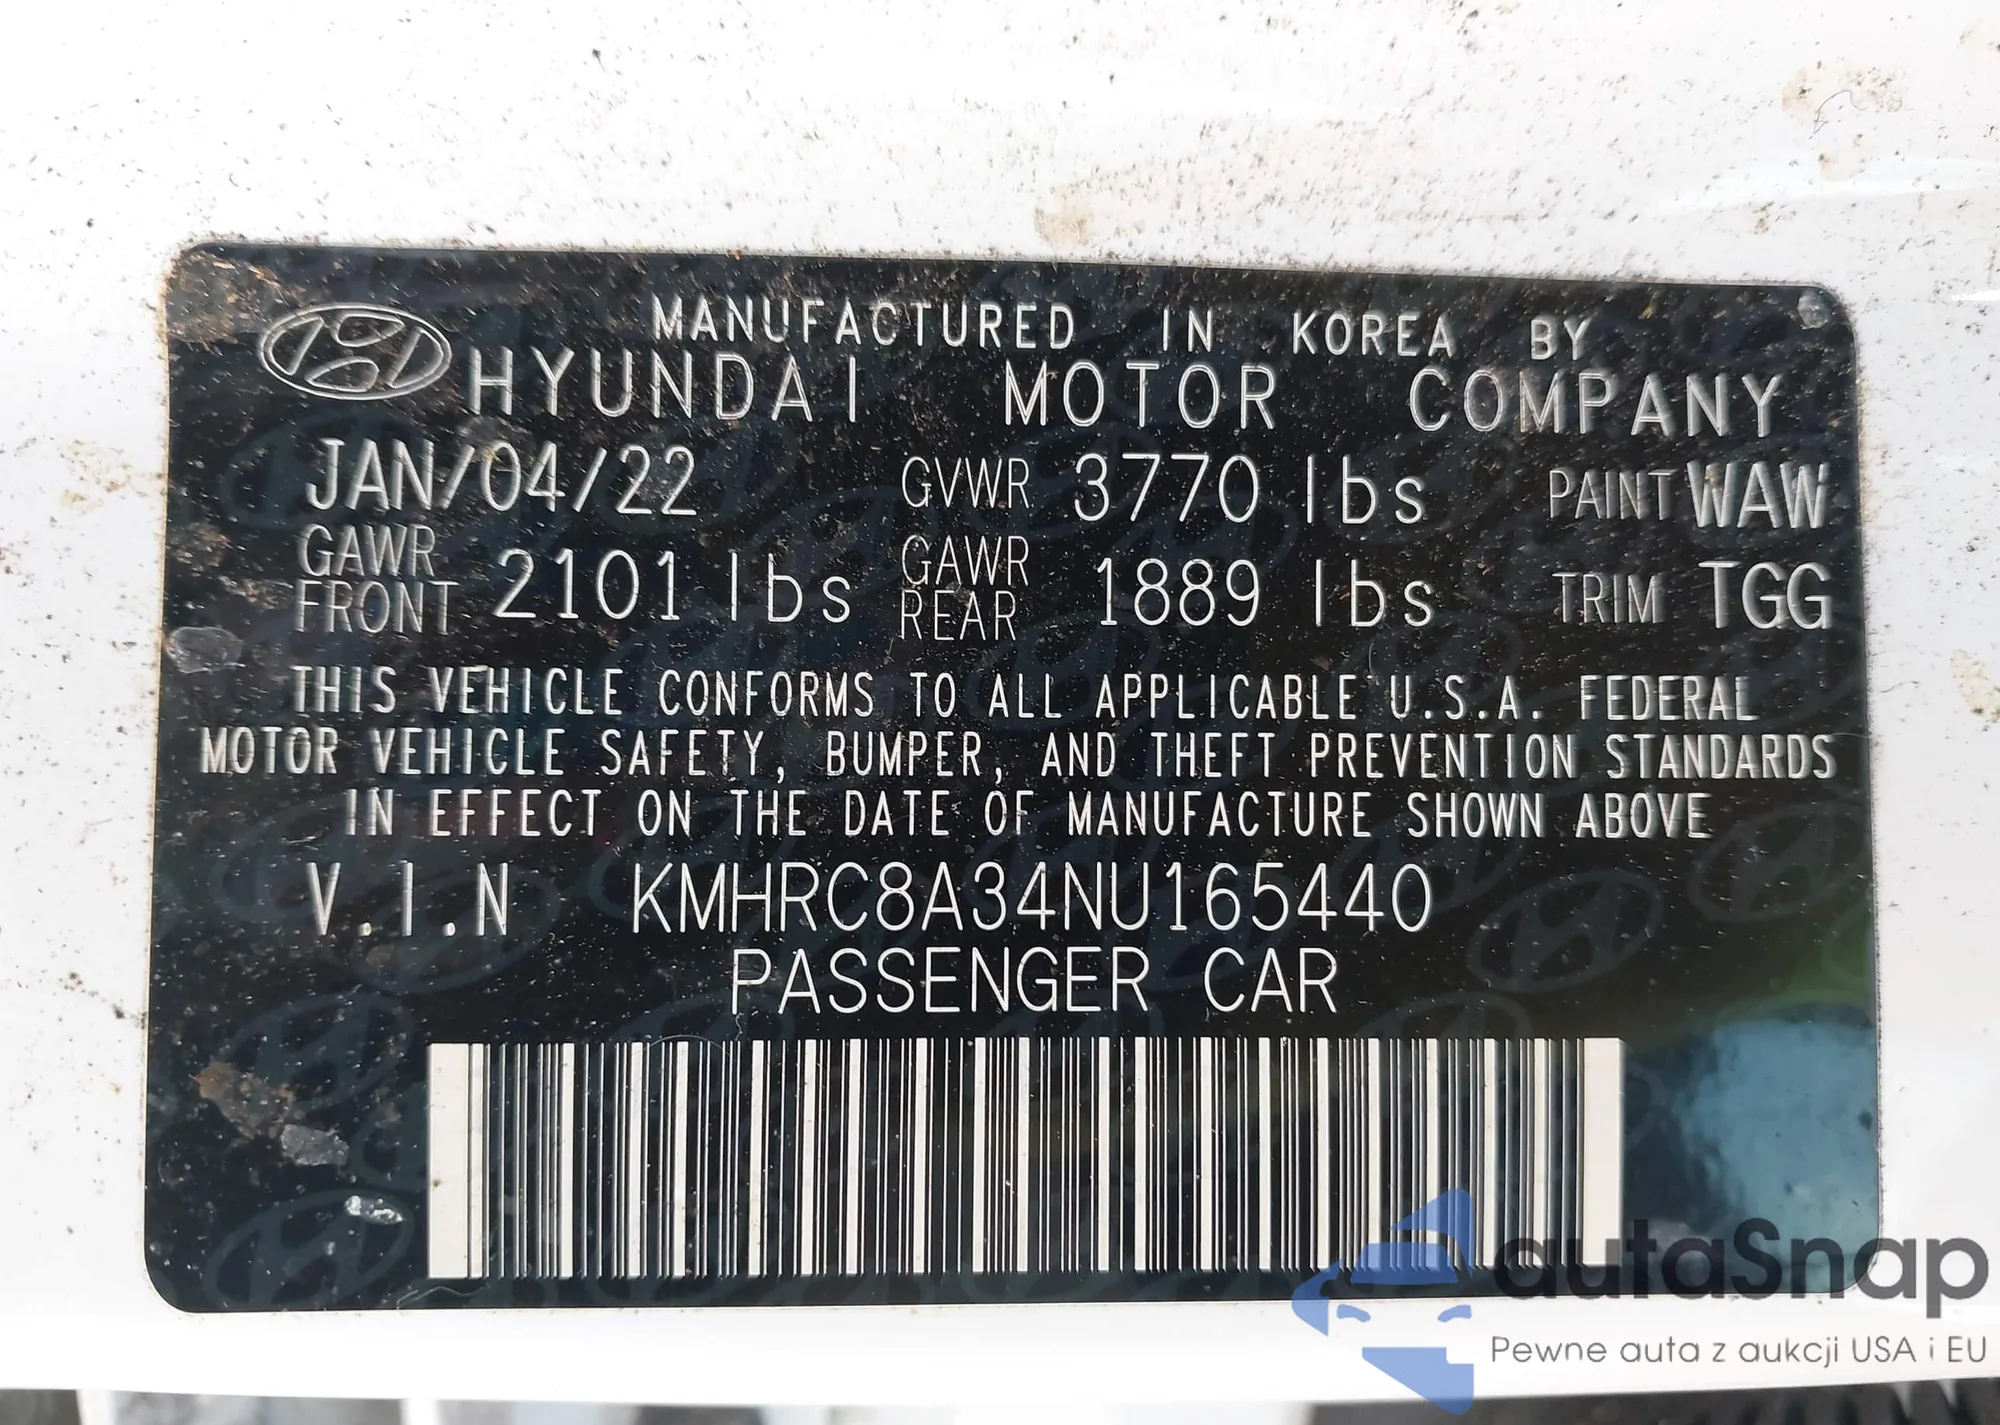 MANUFACTURED IN KOREA BY
HYUNDAI MOTOR COMPANY
JAN/04/22 GVWR 3770 lbs PAINT WAW
GAWR FRONT 2101 lbs GAWR REAR 1889 lbs TRIM TGG
THIS VEHICLE CONFORMS TO ALL APPLICABLE U.S.A. FEDERAL
MOTOR VEHICLE SAFETY, BUMPER, AND THEFT PREVENTION STANDARDS
IN EFFECT ON THE DATE OF MANUFACTURE SHOWN ABOVE
V.I.N KMHRC8A34NU165440
PASSENGER CAR
autaSnap
Pewne auta z aukcji USA i EU